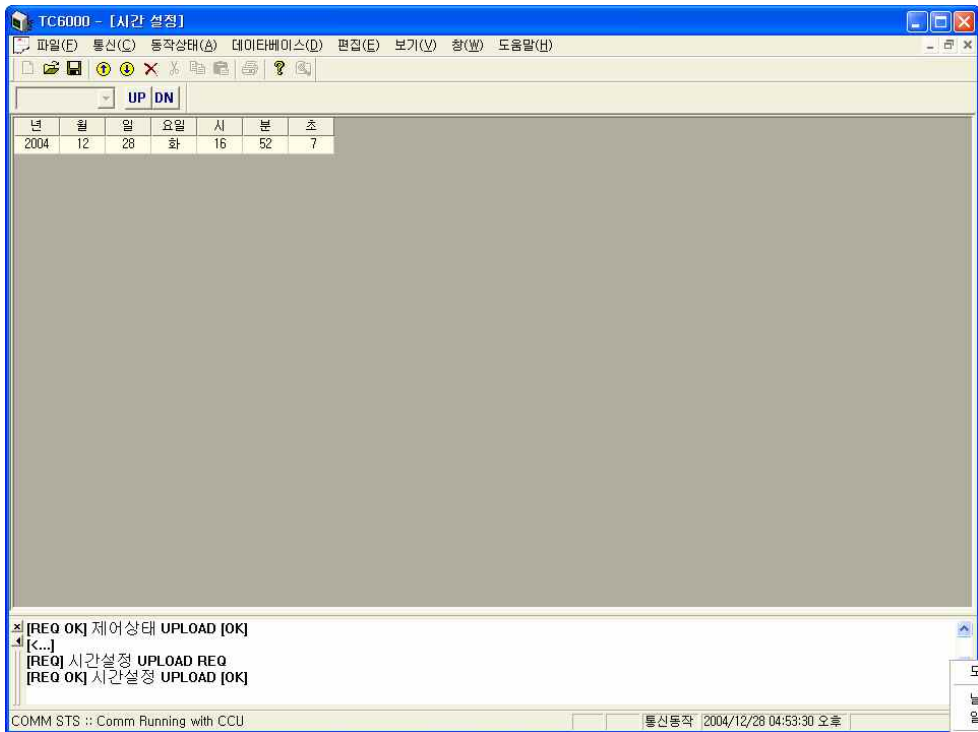 TC6000 - [시간 설정]
파일(F) 통신(C) 동작상태(A) 데이타베이스(D) 편집(E) 보기(V) 창(W) 도움말(H)
UP DN
년 월 일 요일 시 분 초
2004 12 28 화 16 52 7
[REQ OK] 제어상태 UPLOAD [OK]
[<...]
[REQ] 시간설정 UPLOAD REQ
[REQ OK] 시간설정 UPLOAD [OK]
COMM STS :: Comm Running with CCU 통신동작 2004/12/28 04:53:30 오후